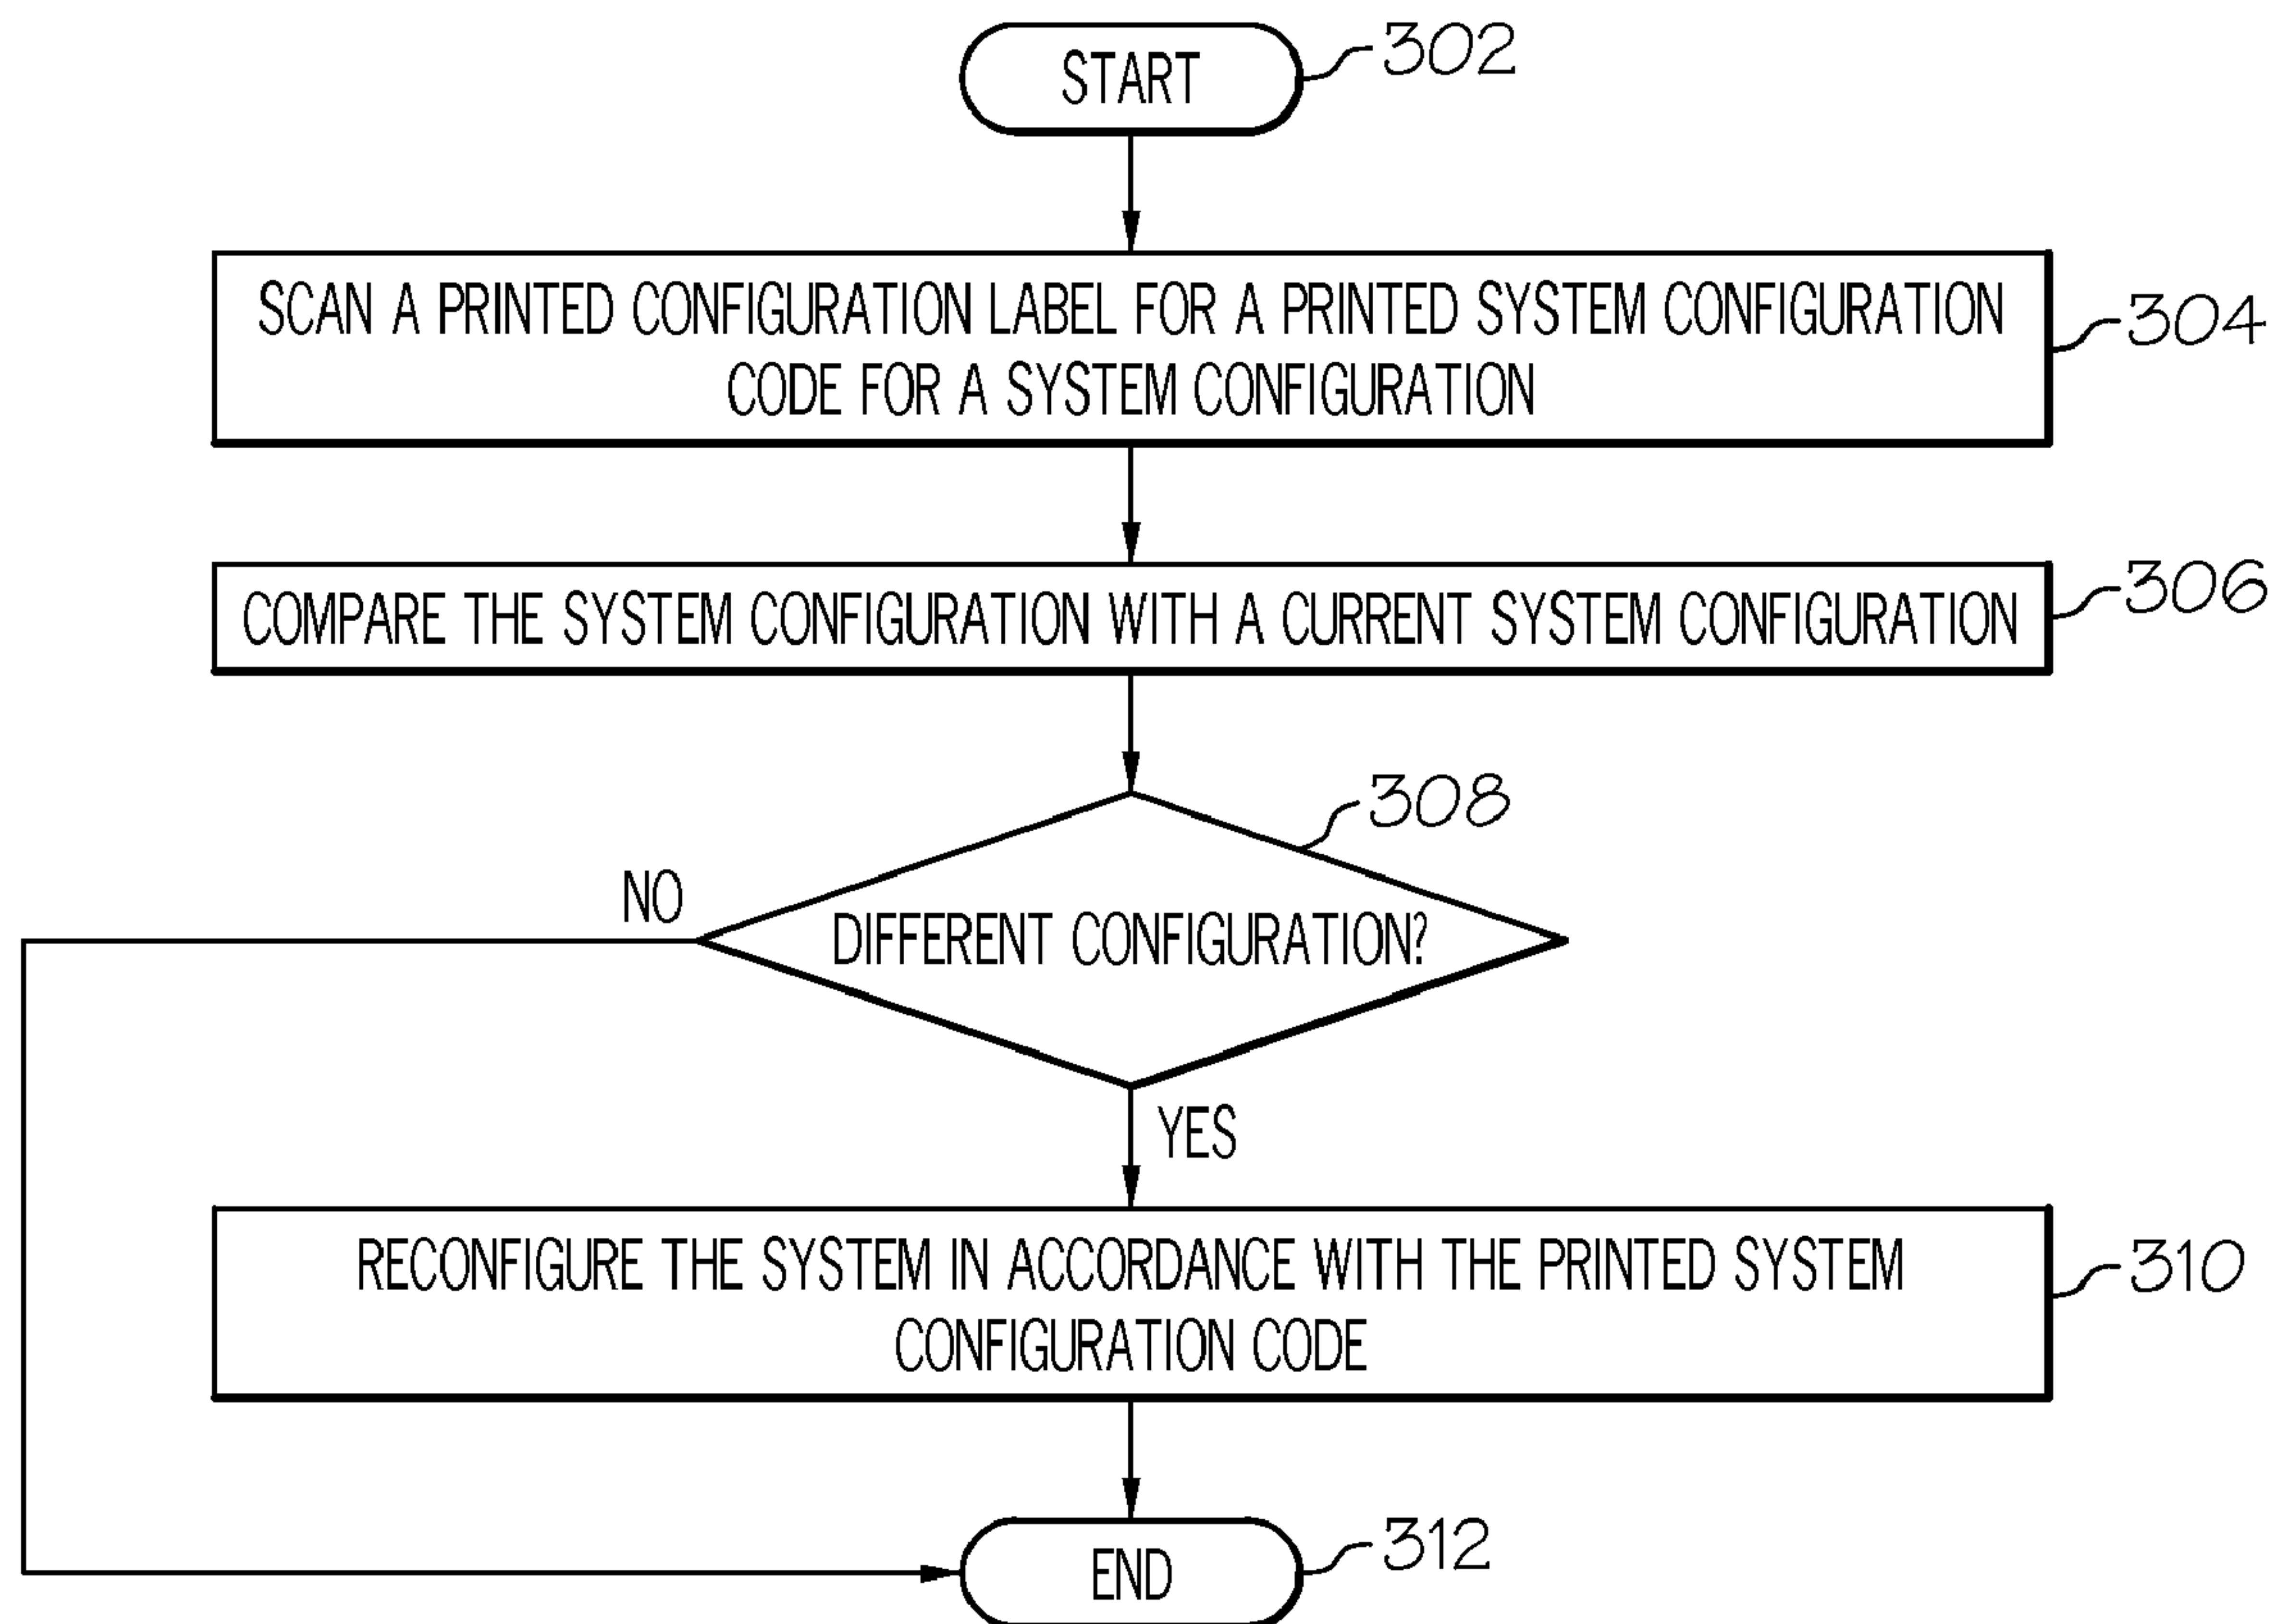 START
302
SCAN A PRINTED CONFIGURATION LABEL FOR A PRINTED SYSTEM CONFIGURATION
CODE FOR A SYSTEM CONFIGURATION
304
COMPARE THE SYSTEM CONFIGURATION WITH A CURRENT SYSTEM CONFIGURATION
306
308
NO
DIFFERENT CONFIGURATION?
YES
RECONFIGURE THE SYSTEM IN ACCORDANCE WITH THE PRINTED SYSTEM
CONFIGURATION CODE
310
END
312